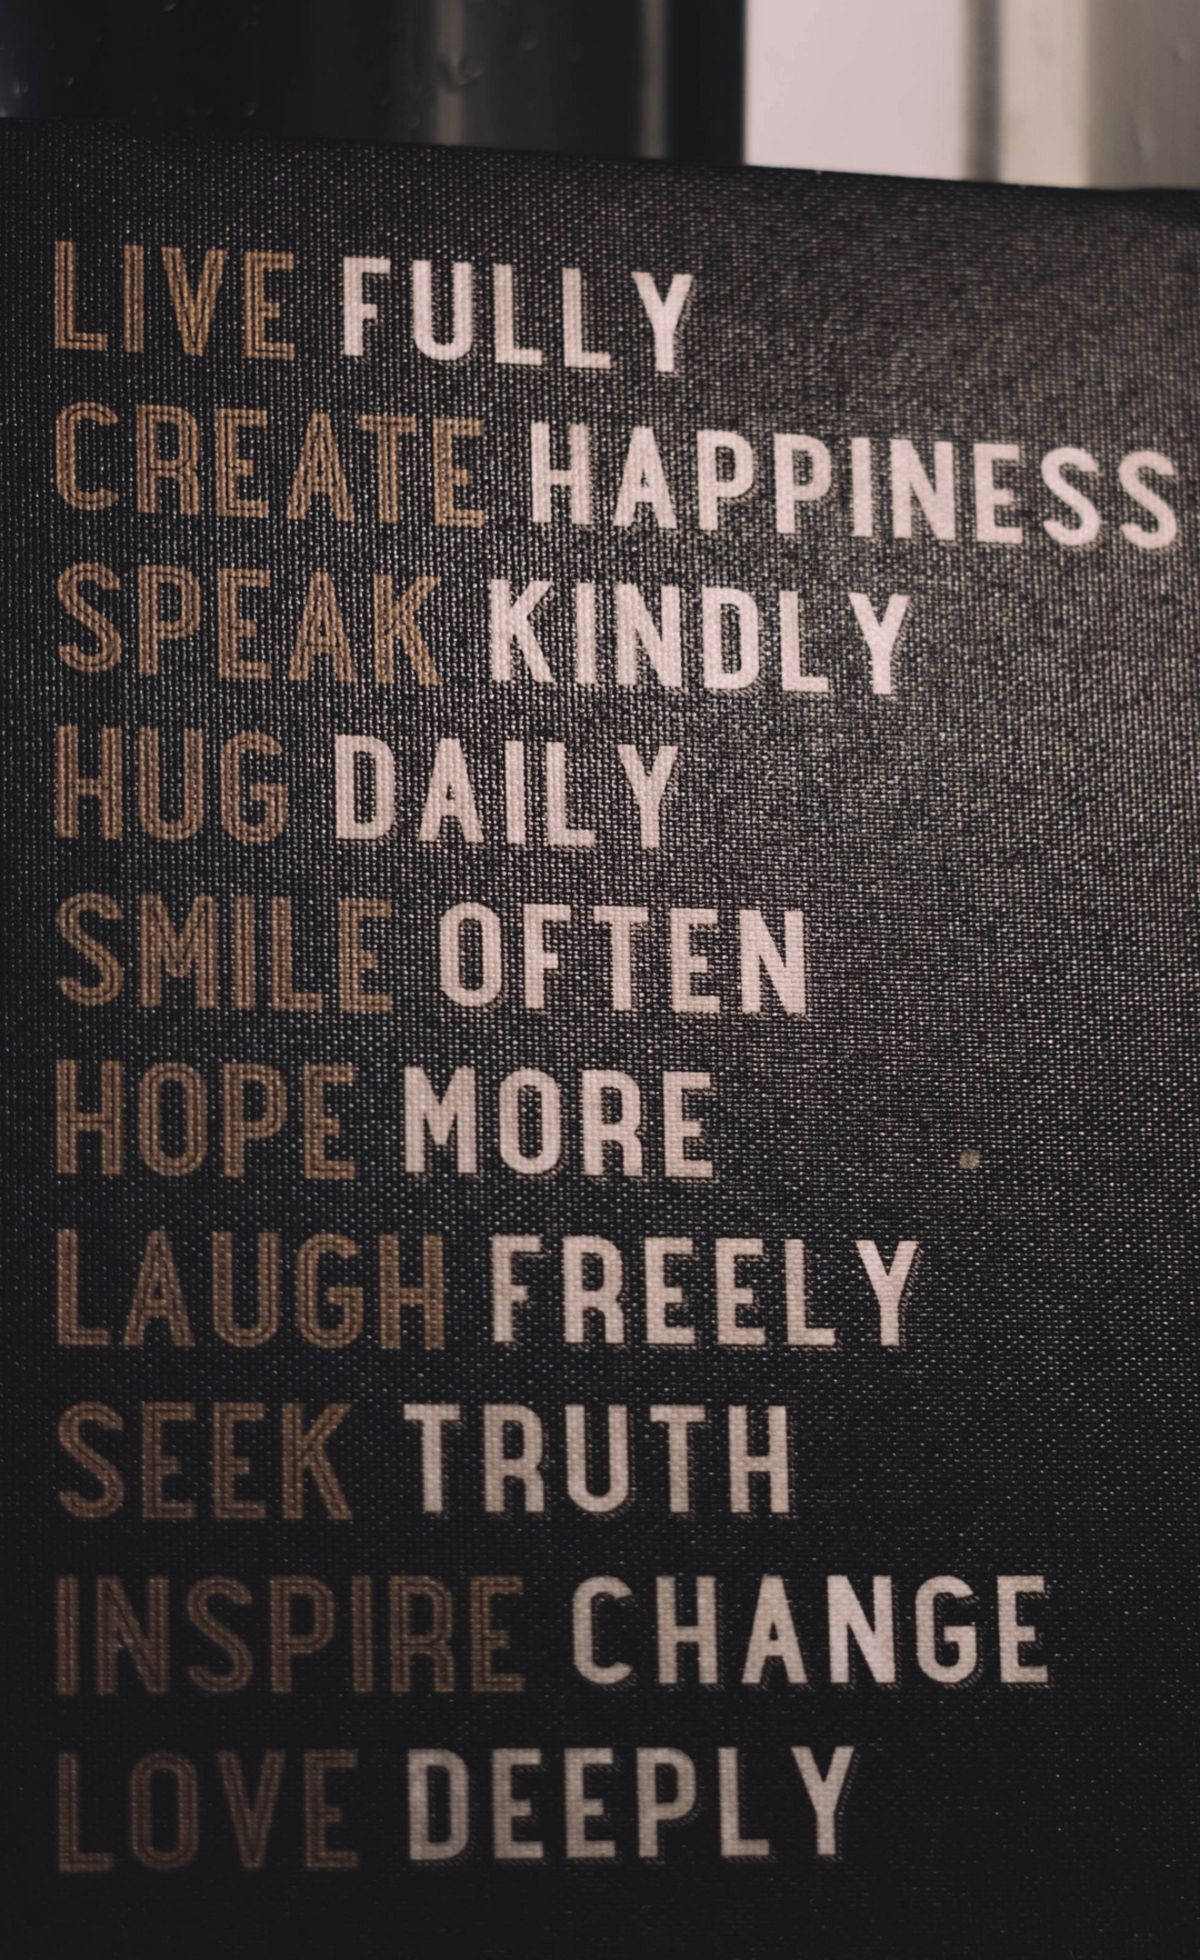 LIVE FULLY
CREATE HAPPINESS
SPEAK KINDLY
HUG DAILY
SMILE OFTEN
HOPE MORE
LAUGH FREELY
SEEK TRUTH
INSPIRE CHANGE
LOVE DEEPLY